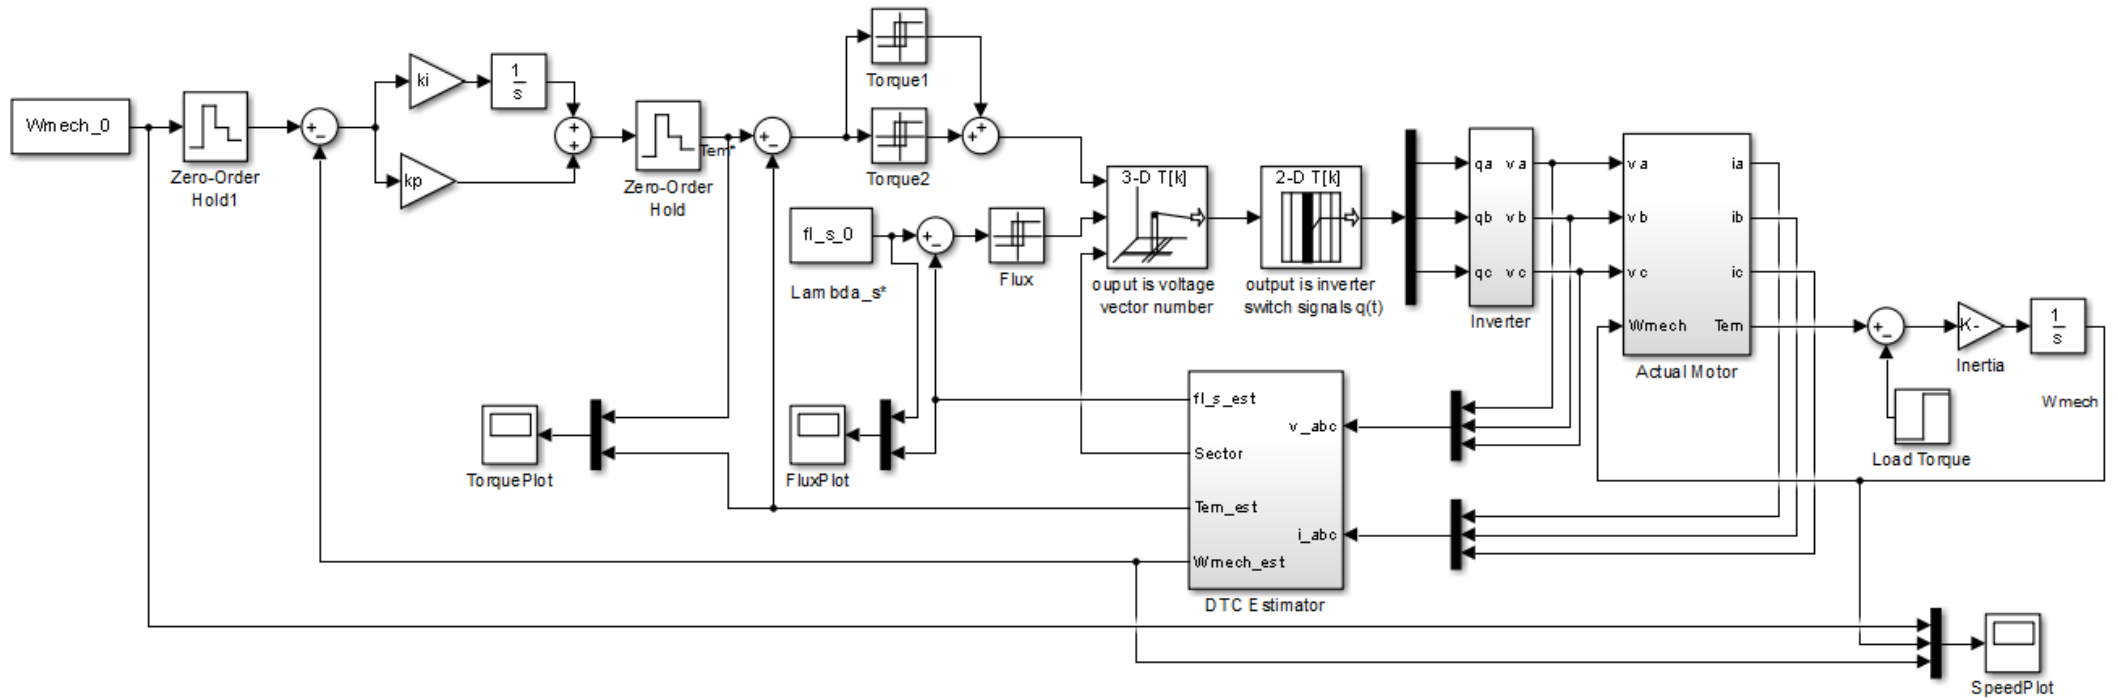 Wmech_0
Zero-Order
Hold1
+
−
ki
1
s
kp
+
+
Zero-Order
Hold
Tem*
+
−
Torque1
Torque2
+
+
fl_s_0
Lambda_s*
+
−
Flux
3-D T[k]
ouput is voltage
vector number
2-D T[k]
output is inverter
switch signals q(t)
qa va
qb vb
qc vc
Inverter
va ia
vb ib
vc ic
Wmech Tem
Actual Motor
+
−
K-
Inertia
1
s
Wmech
Load Torque
TorquePlot
FluxPlot
fl_s_est
v_abc
Sector
Tem_est
i_abc
Wmech_est
DTC Estimator
SpeedPlot